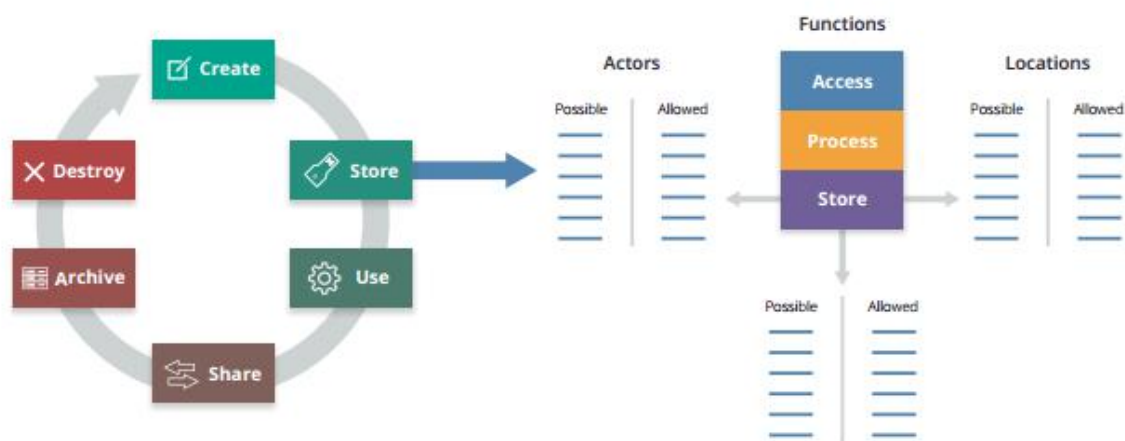 Create
Store
Use
Share
Archive
Destroy
Actors
Possible
Allowed
Functions
Access
Process
Store
Locations
Possible
Allowed
Possible
Allowed